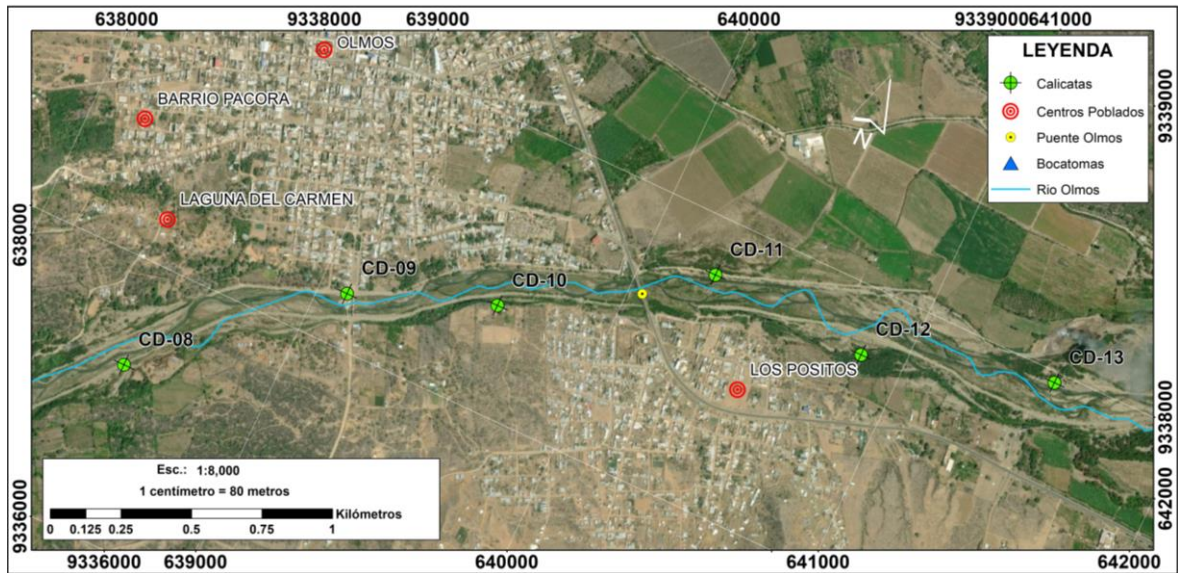 638000 9338000 639000 640000 9339000 641000
OLMOS
LEYENDA
Calicatas
BARRIO PACORA
Centros Poblados
9339000
Puente Olmos
N
Bocatomas
Rio Olmos
LAGUNA DEL CARMEN
638000
CD-11
CD-09
CD-10
CD-08
CD-12
CD-13
LOS POSITOS
9338000
Esc.: 1:8,000
1 centímetro = 80 metros
Kilómetros
0 0.125 0.25 0.5 0.75 1
9336000
642000
9336000 639000 640000 641000 642000